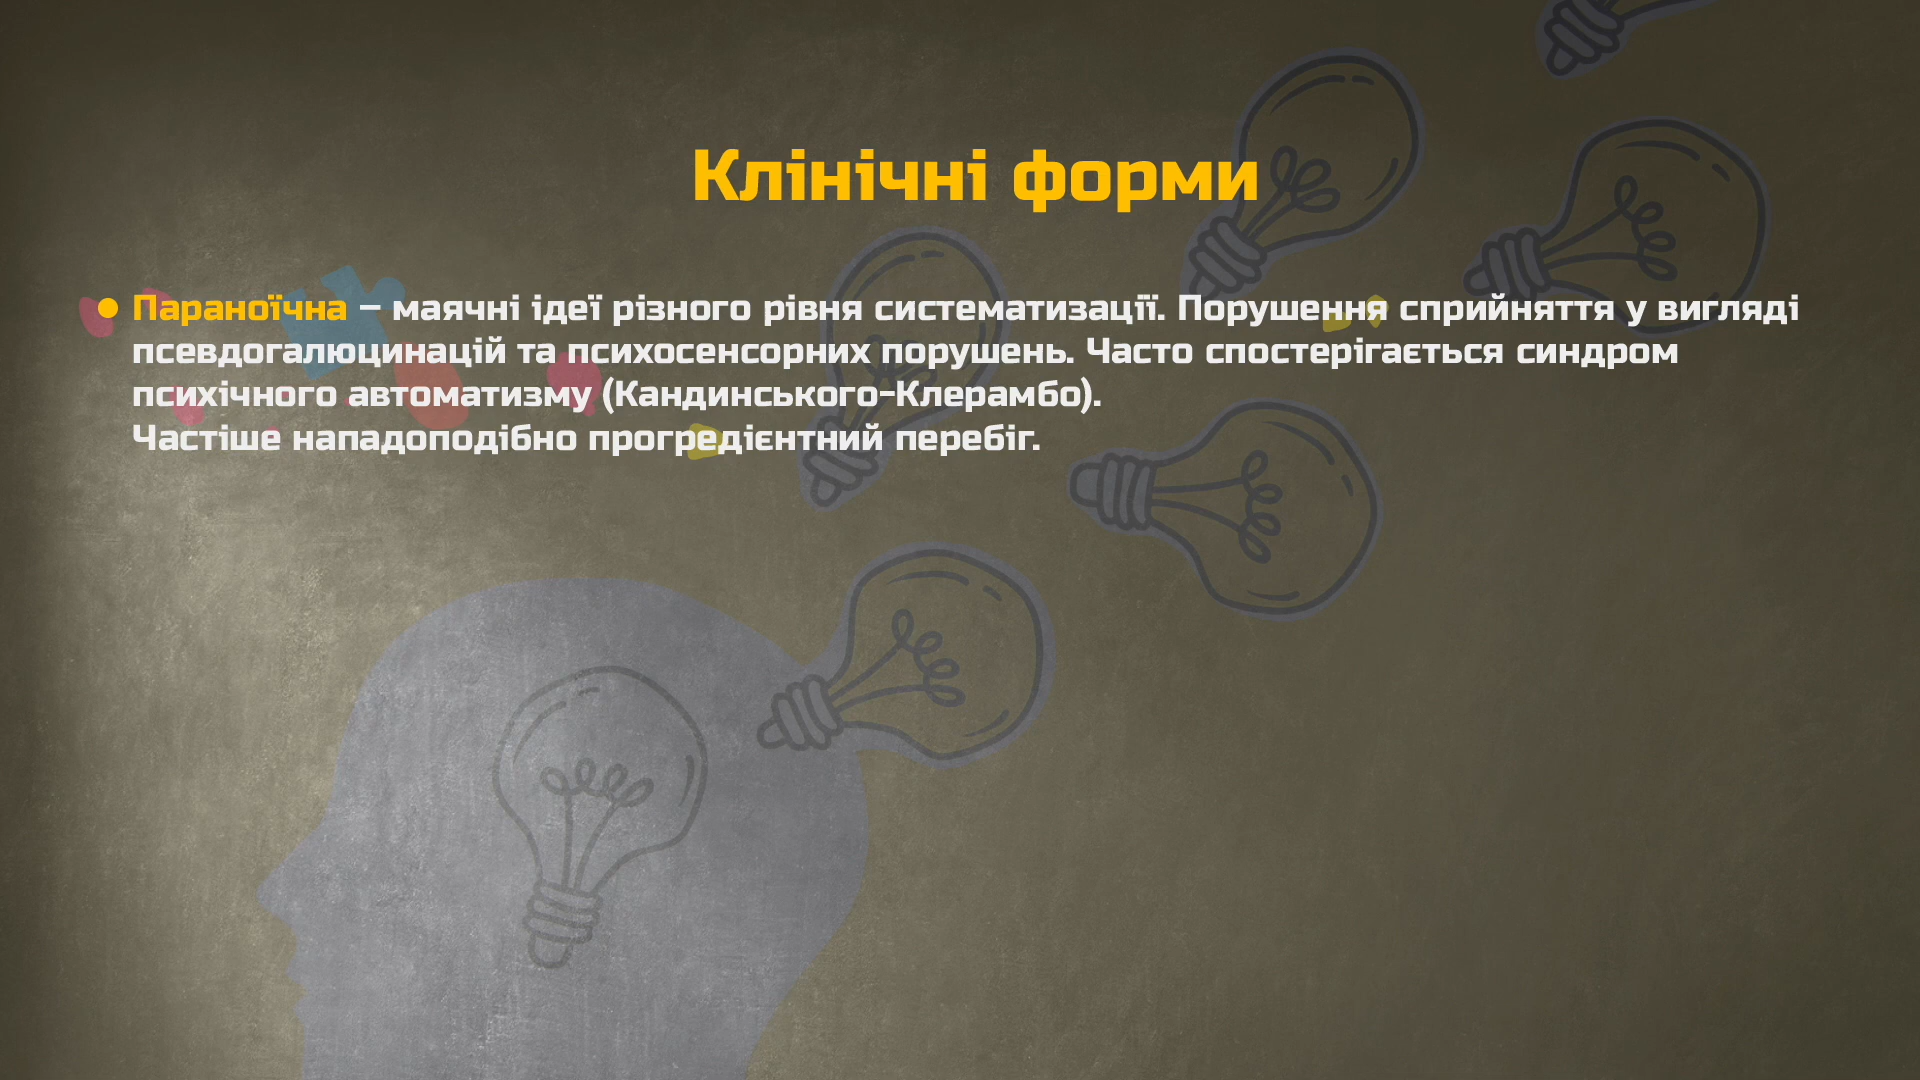 Клінічні форми
Параноїчна – маячні ідеї різного рівня систематизації. Порушення сприйняття у вигляді
псевдогалюцинацій та психосенсорних порушень. Часто спостерігається синдром
психічного автоматизму (Кандинського-Клерамбо).
Частіше нападоподібно прогредієнтний перебіг.